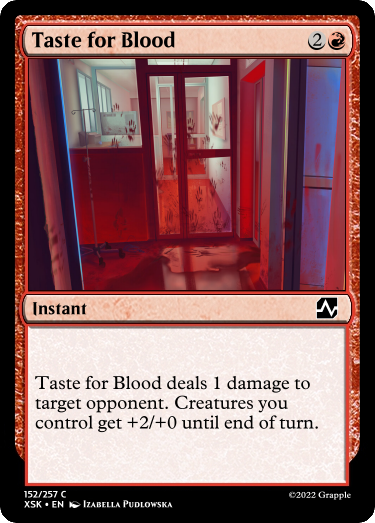 Taste for Blood 2
Instant
Taste for Blood deals 1 damage to
target opponent. Creatures you
control get +2/+0 until end of turn.
152/257 C
XSK • EN Izabella Pudlowska
©2022 Grapple